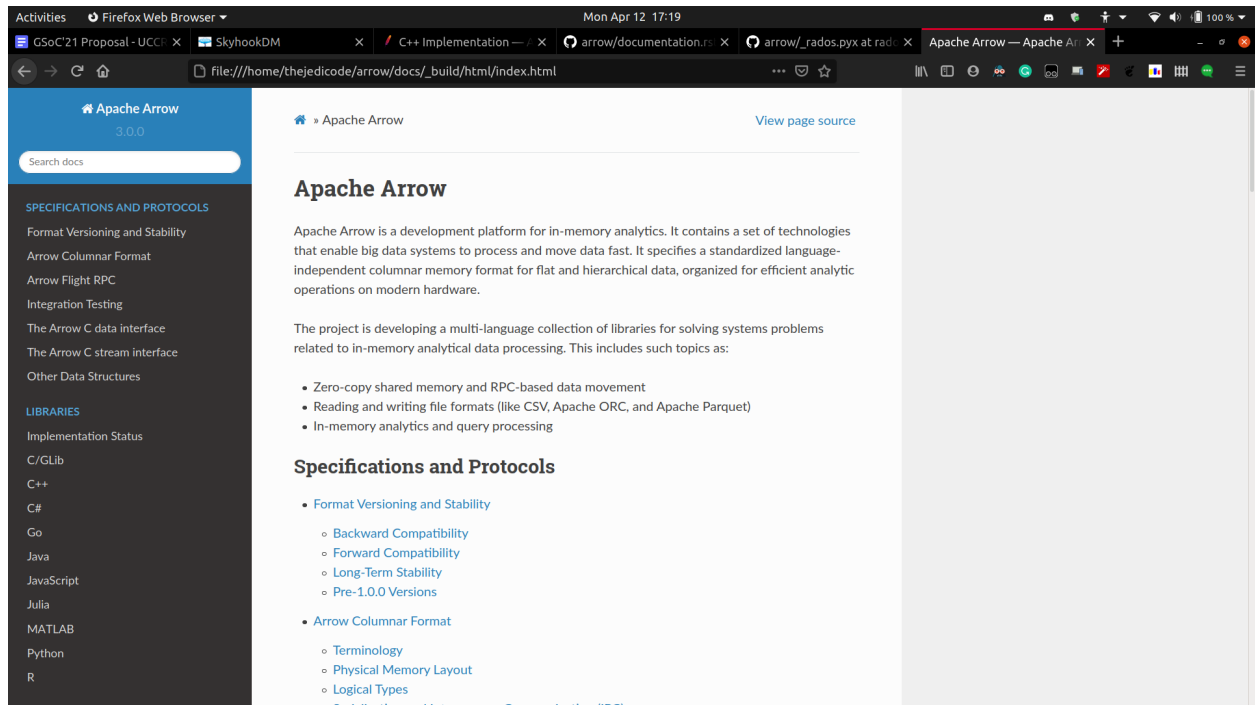 Activities Firefox Web Browser Mon Apr 12 17:19 100 %
GSoC'21 Proposal - UCCR SkyhookDM C++ Implementation — A arrow/documentation.rs arrow/_rados.pyx at rado Apache Arrow — Apache Arr
file:///home/thejedicode/arrow/docs/_build/html/index.html
Apache Arrow
3.0.0
Search docs
SPECIFICATIONS AND PROTOCOLS
Format Versioning and Stability
Arrow Columnar Format
Arrow Flight RPC
Integration Testing
The Arrow C data interface
The Arrow C stream interface
Other Data Structures
LIBRARIES
Implementation Status
C/GLib
C++
C#
Go
Java
JavaScript
Julia
MATLAB
Python
R
» Apache Arrow View page source
Apache Arrow
Apache Arrow is a development platform for in-memory analytics. It contains a set of technologies
that enable big data systems to process and move data fast. It specifies a standardized language-
independent columnar memory format for flat and hierarchical data, organized for efficient analytic
operations on modern hardware.
The project is developing a multi-language collection of libraries for solving systems problems
related to in-memory analytical data processing. This includes such topics as:
• Zero-copy shared memory and RPC-based data movement
• Reading and writing file formats (like CSV, Apache ORC, and Apache Parquet)
• In-memory analytics and query processing
Specifications and Protocols
• Format Versioning and Stability
◦ Backward Compatibility
◦ Forward Compatibility
◦ Long-Term Stability
◦ Pre-1.0.0 Versions
• Arrow Columnar Format
◦ Terminology
◦ Physical Memory Layout
◦ Logical Types